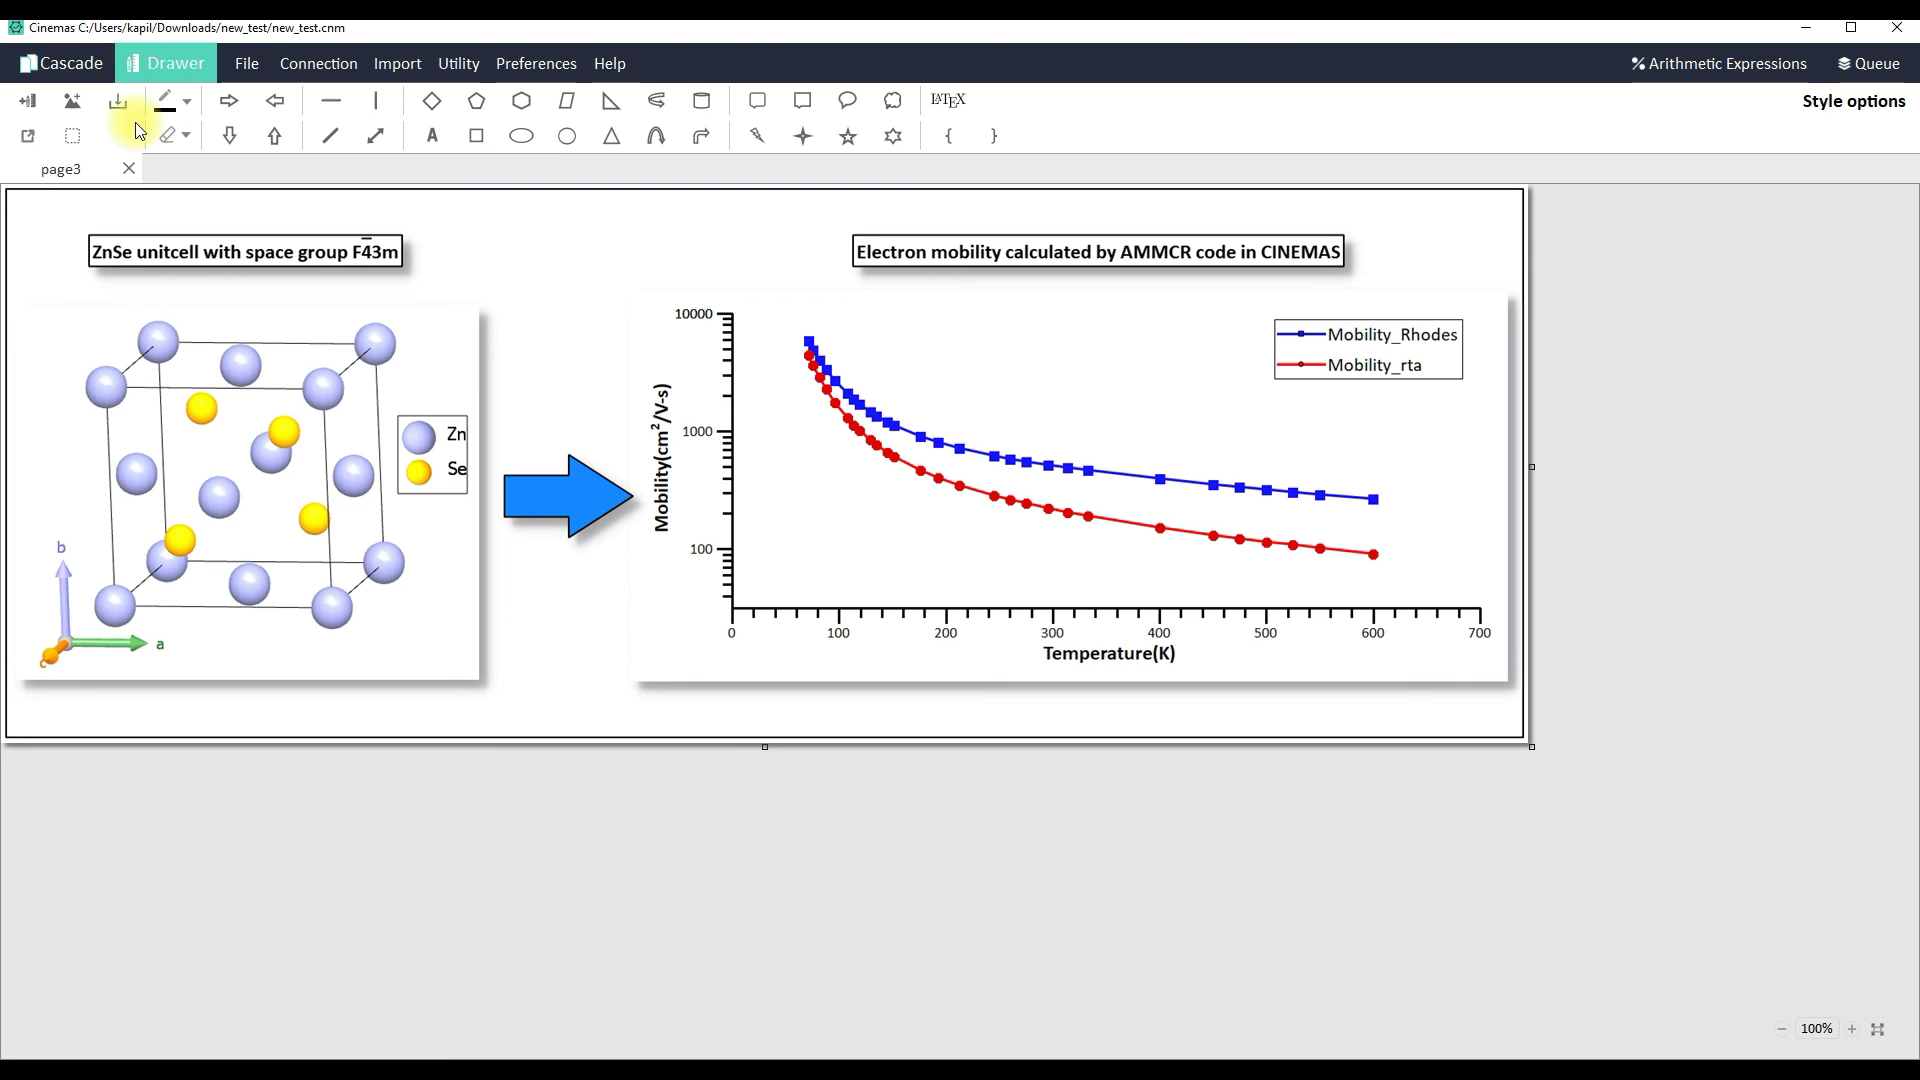 Cinemas C:/Users/kapil/Downloads/new_test/new_test.cnm
Cascade Drawer File Connection Import Utility Preferences Help Arithmetic Expressions Queue
LATEX Style options
A { }
page3
ZnSe unitcell with space group F4̅3m
Electron mobility calculated by AMMCR code in CINEMAS
Zn
Se
b
a
c
10000
1000
100
Mobility(cm²/V-s)
Mobility_Rhodes
Mobility_rta
0 100 200 300 400 500 600 700
Temperature(K)
100%